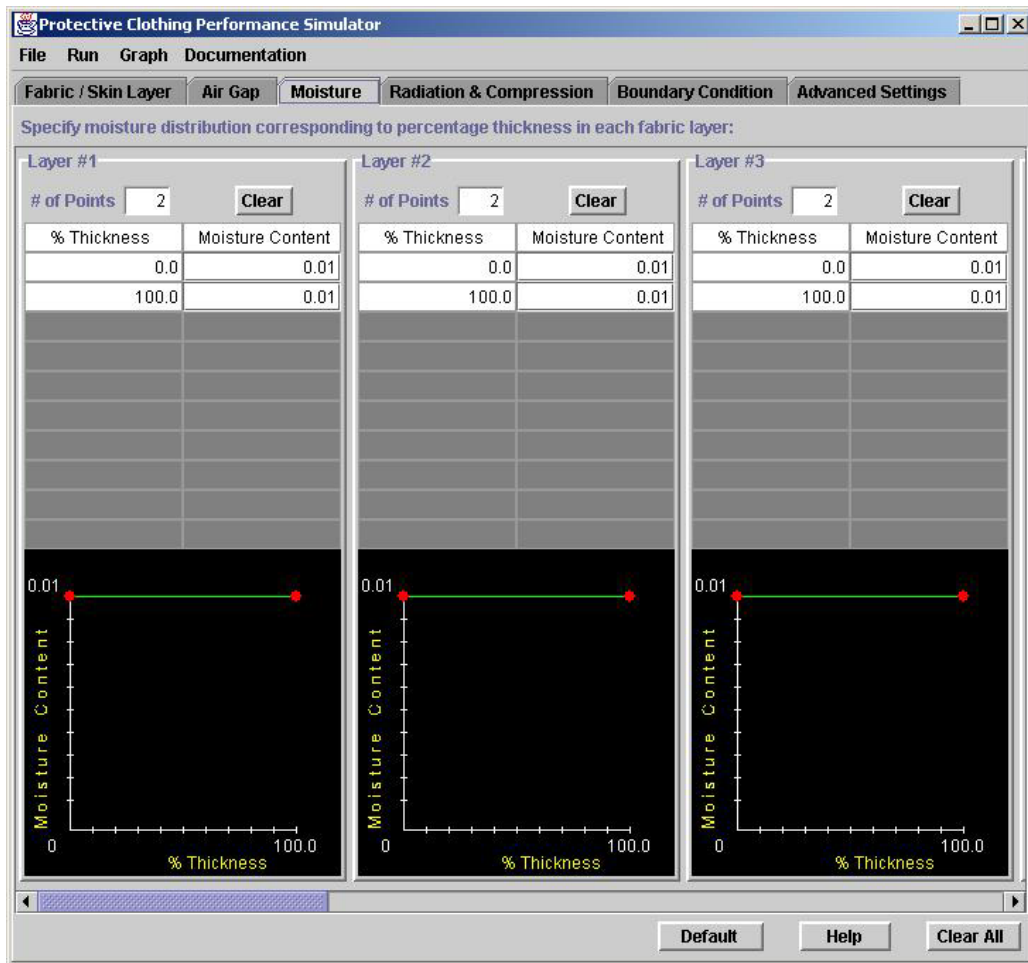 Protective Clothing Performance Simulator
File Run Graph Documentation
Fabric / Skin Layer Air Gap Moisture Radiation & Compression Boundary Condition Advanced Settings
Specify moisture distribution corresponding to percentage thickness in each fabric layer:
Layer #1
# of Points 2 Clear
% Thickness Moisture Content
0.0 0.01
100.0 0.01
0.01
Moisture Content
0 100.0
% Thickness
Layer #2
# of Points 2 Clear
% Thickness Moisture Content
0.0 0.01
100.0 0.01
0.01
Moisture Content
0 100.0
% Thickness
Layer #3
# of Points 2 Clear
% Thickness Moisture Content
0.0 0.01
100.0 0.01
0.01
Moisture Content
0 100.0
% Thickness
Default Help Clear All